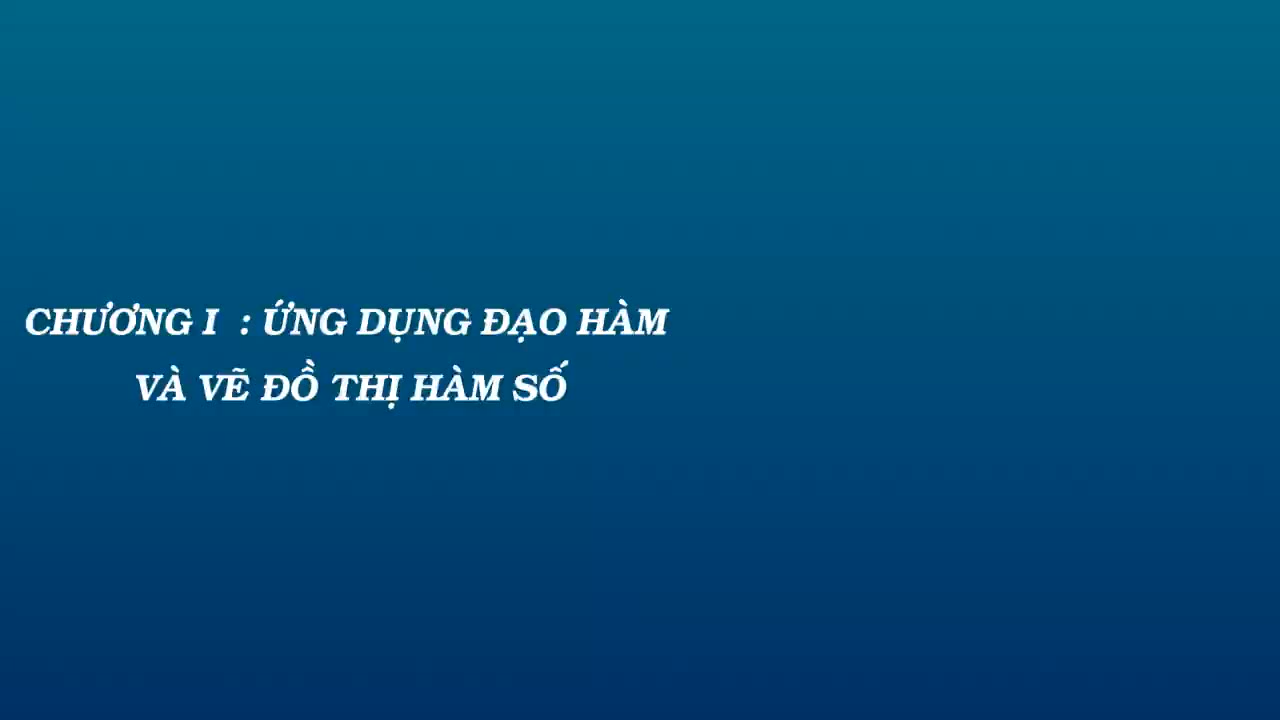 CHƯƠNG I : ỨNG DỤNG ĐẠO HÀM
VÀ VẼ ĐỒ THỊ HÀM SỐ